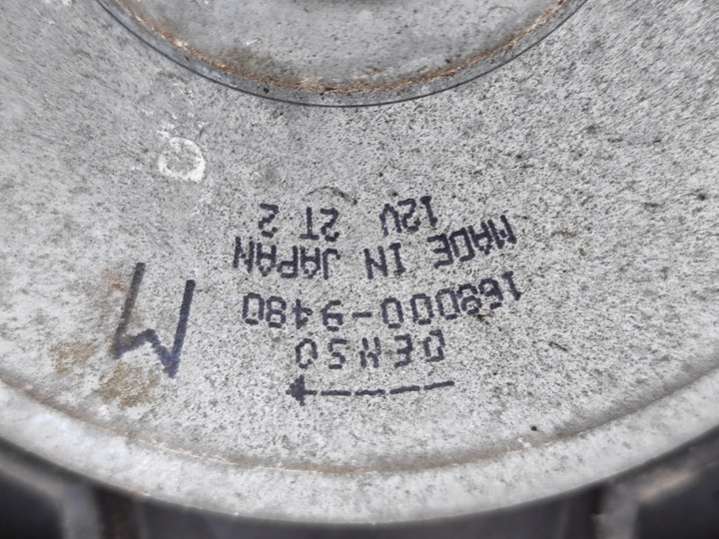 DENSO
168000-9480
MADE IN JAPAN
12V 2T 2
M